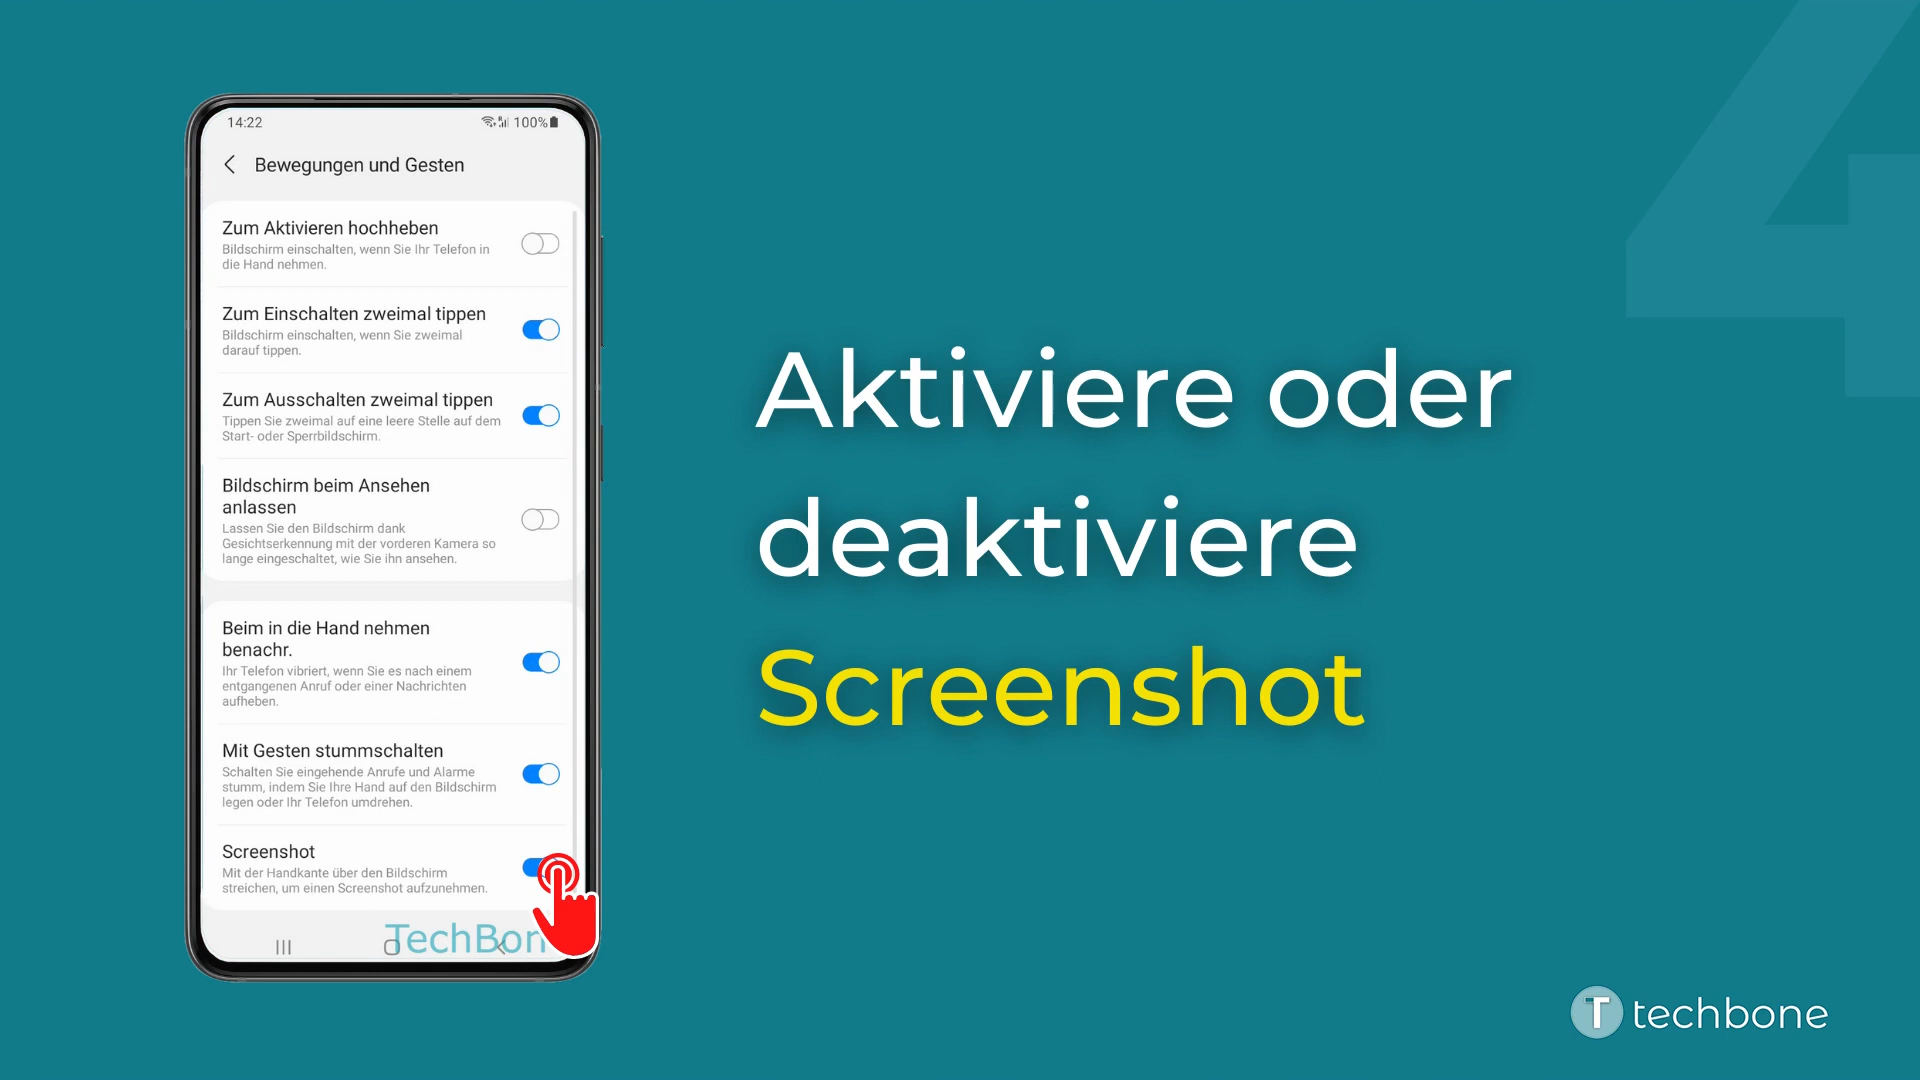 4
14:22
100%
Bewegungen und Gesten
Zum Aktivieren hochheben
Bildschirm einschalten, wenn Sie Ihr Telefon in
die Hand nehmen.
Zum Einschalten zweimal tippen
Bildschirm einschalten, wenn Sie zweimal
darauf tippen.
Zum Ausschalten zweimal tippen
Tippen Sie zweimal auf eine leere Stelle auf dem
Start- oder Sperrbildschirm.
Bildschirm beim Ansehen
anlassen
Lassen Sie den Bildschirm dank
Gesichtserkennung mit der vorderen Kamera so
lange eingeschaltet, wie Sie ihn ansehen.
Beim in die Hand nehmen
benachr.
Ihr Telefon vibriert, wenn Sie es nach einem
entgangenen Anruf oder einer Nachrichten
aufheben.
Mit Gesten stummschalten
Schalten Sie eingehende Anrufe und Alarme
stumm, indem Sie Ihre Hand auf den Bildschirm
legen oder Ihr Telefon umdrehen.
Screenshot
Mit der Handkante über den Bildschirm
streichen, um einen Screenshot aufzunehmen.
TechBon
Aktiviere oder
deaktiviere
Screenshot
T techbone